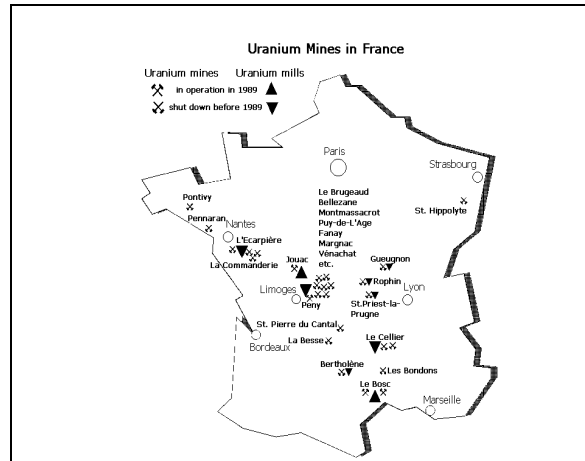 Uranium Mines in France
Uranium mines Uranium mills
in operation in 1989
shut down before 1989
Paris
Strasbourg
Le Brugeaud
Bellezane
Montmassacrot
Puy-de-L'Age
Fanay
Margnac
Vénachat
etc.
Pontivy
St. Hippolyte
Pennaran
Nantes
L'Ecarpière
La Commanderie
Jouac
Gueugnon
Rophin
Limoges
Peny
Lyon
St.Priest-la-
Prugne
St. Pierre du Cantal
Bordeaux
La Besse
Le Cellier
Bertholène
Les Bondons
Le Bosc
Marseille